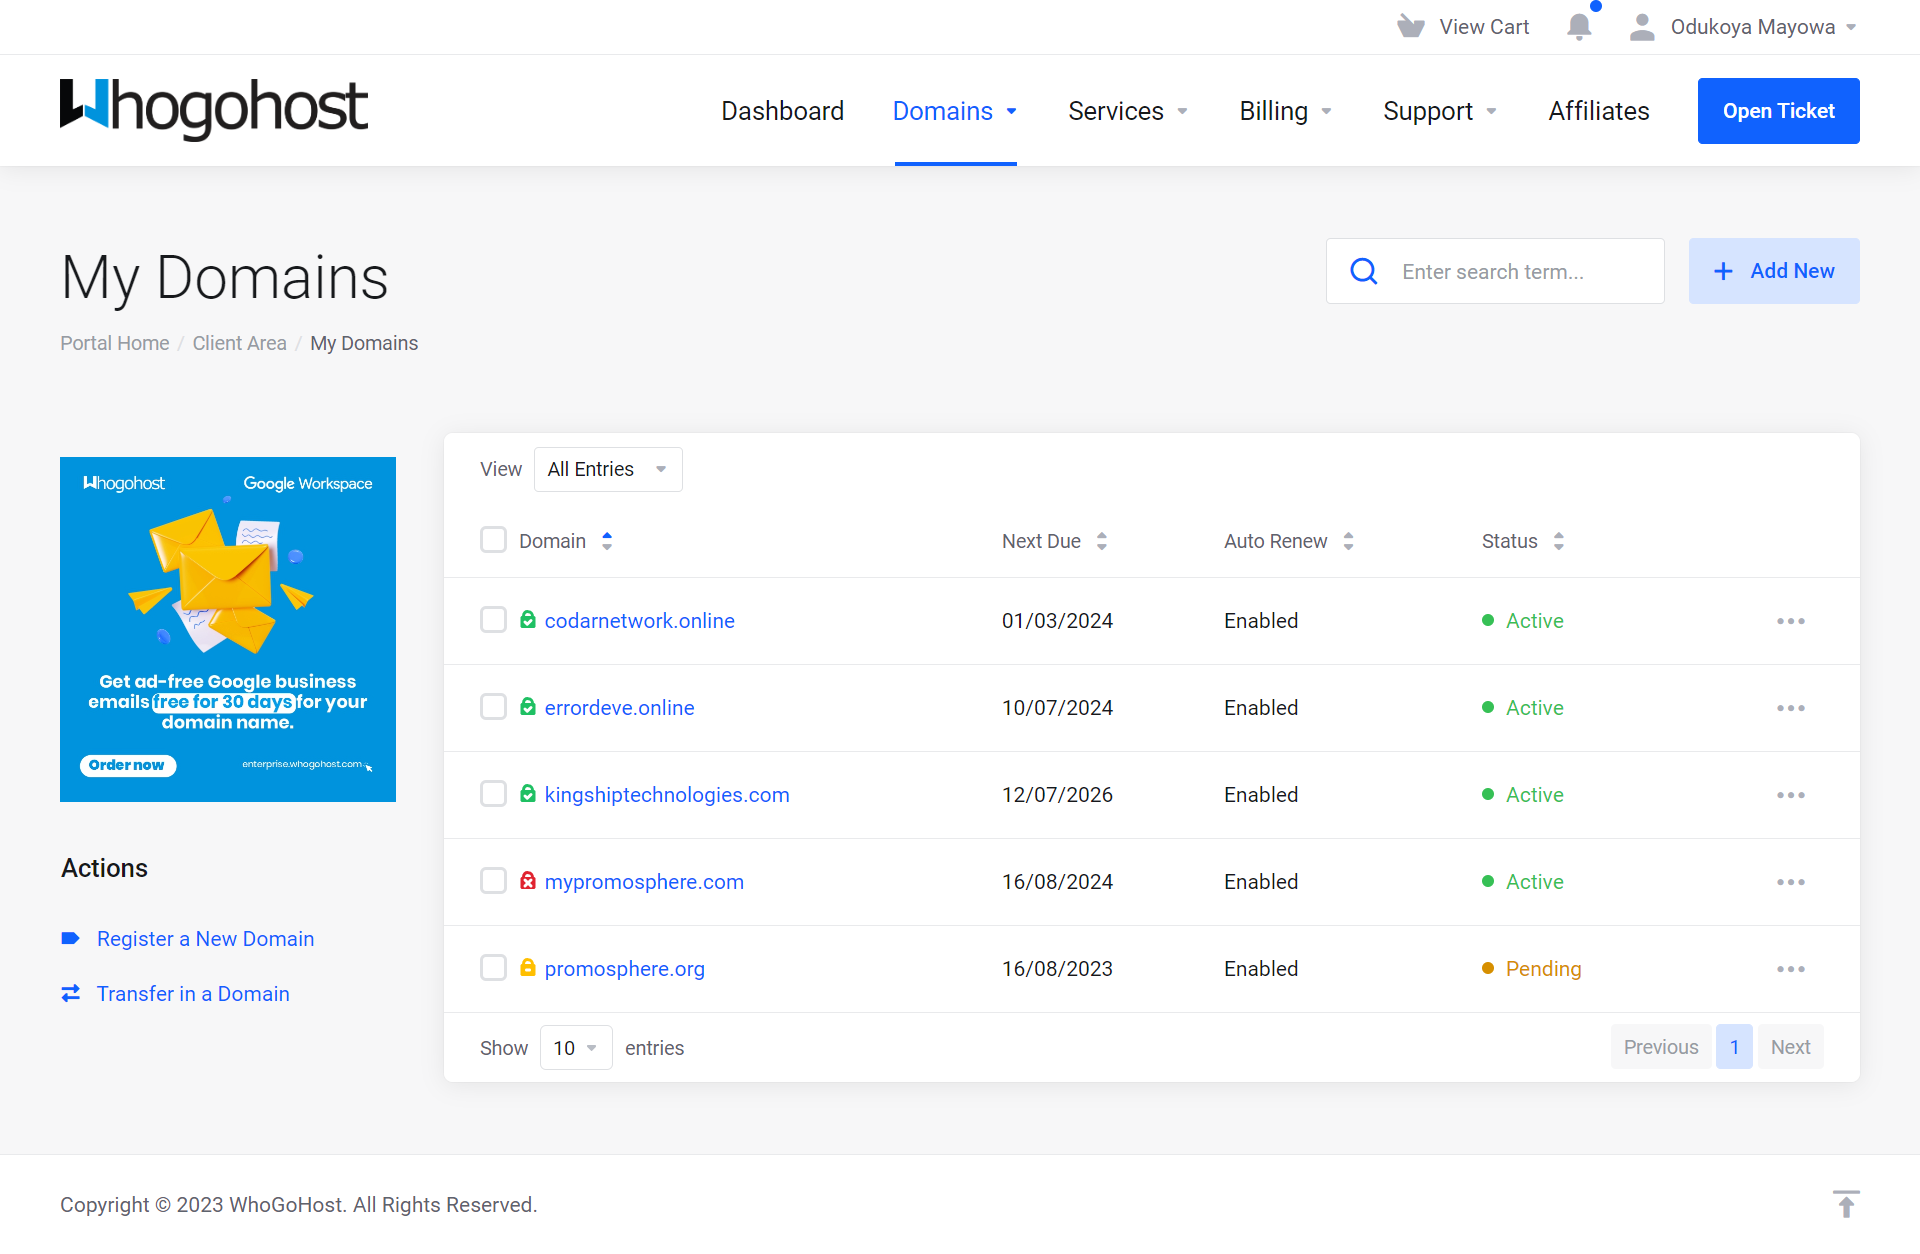 View Cart
Odukoya Mayowa
Whogohost
Dashboard Domains Services Billing Support Affiliates Open Ticket
My Domains
Enter search term...
Add New
Portal Home / Client Area / My Domains
Whogohost Google Workspace
Get ad-free Google business
emails free for 30 days for your
domain name.
Order now enterprise.whogohost.com
Actions
Register a New Domain
Transfer in a Domain
View All Entries
Domain Next Due Auto Renew Status
codarnetwork.online 01/03/2024 Enabled Active
errordeve.online 10/07/2024 Enabled Active
kingshiptechnologies.com 12/07/2026 Enabled Active
mypromosphere.com 16/08/2024 Enabled Active
promosphere.org 16/08/2023 Enabled Pending
Show 10 entries
Previous 1 Next
Copyright © 2023 WhoGoHost. All Rights Reserved.